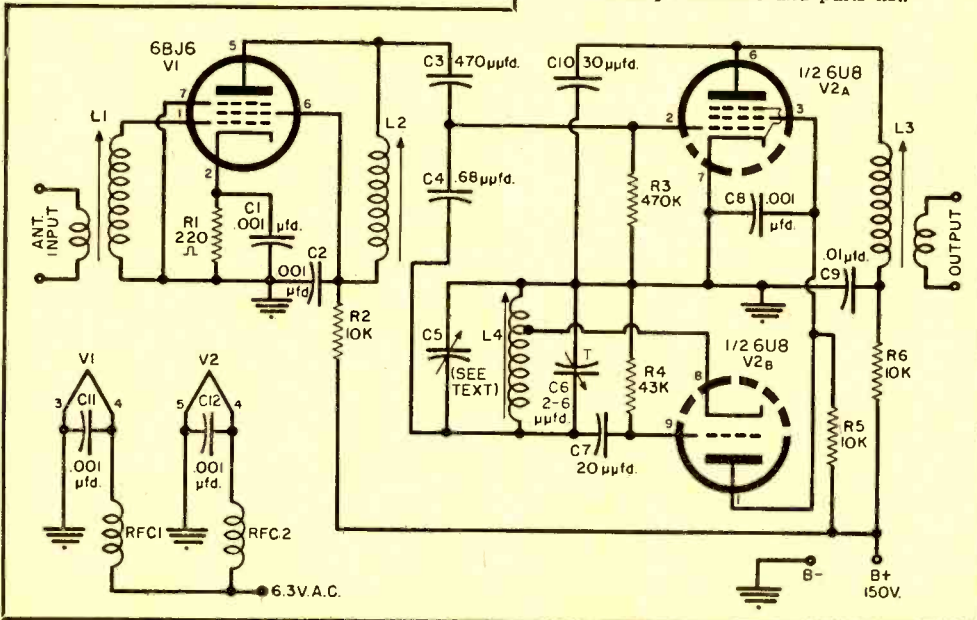 6BJ6
V1
5
7
1
6
2
L1
L2
ANT.
INPUT
R1
220
Ω
C1
.001
µfd.
C2
.001
µfd
R2
10K
C3
470µµfd.
C4
.68µµfd.
C10
30µµfd.
1/2 6U8
V2A
6
2
3
7
R3
470K
C8
.001
µfd.
L3
OUTPUT
.01µfd.
C9
C5
(SEE
TEXT)
L4
T
C6
2-6
µµfd.
C7
20µµfd.
R4
43K
1/2 6U8
V2B
8
9
1
R5
10K
R6
10K
V1
3
C11
4
.001
µfd.
RFC1
V2
5
C12
4
.001
µfd.
RFC2
6.3V.A.C.
B-
B+
150V.